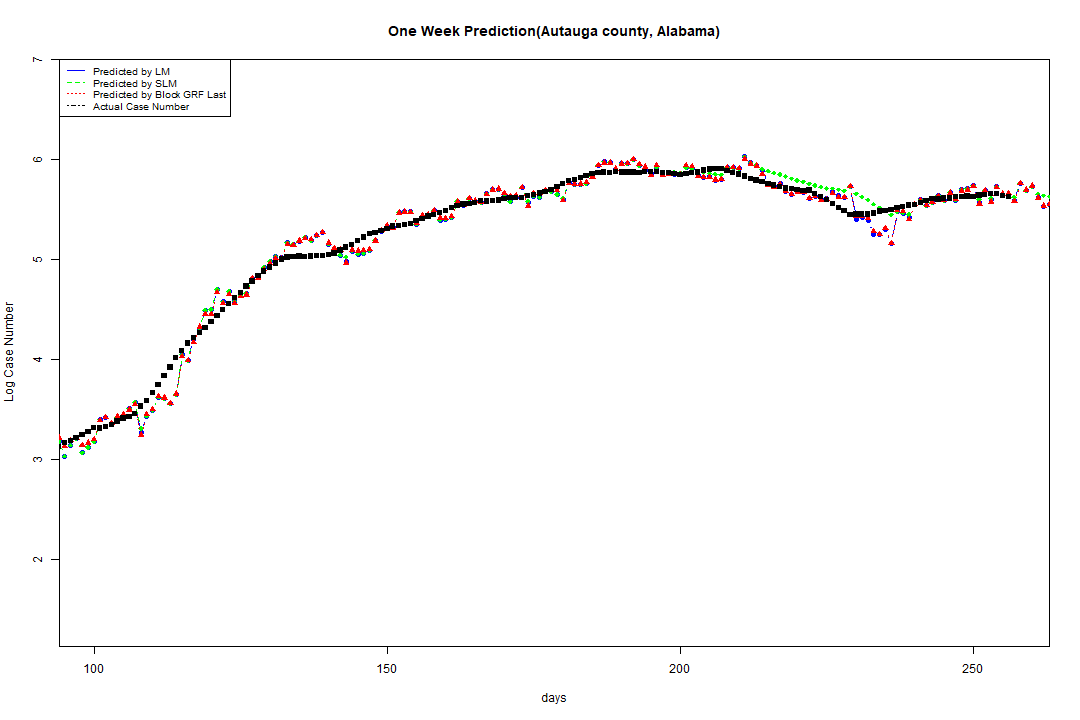 One Week Prediction(Autauga county, Alabama)
Predicted by LM
Predicted by SLM
Predicted by Block GRF Last
Actual Case Number
7
6
5
4
3
2
Log Case Number
100 150 200 250
days